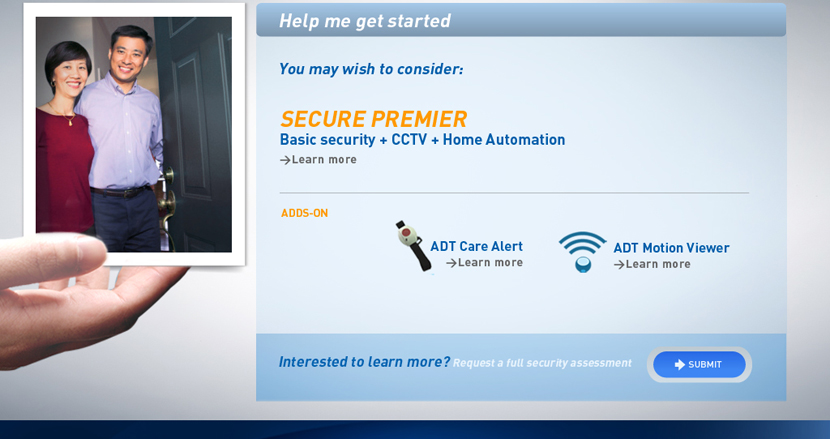 Help me get started
You may wish to consider:
SECURE PREMIER
Basic security + CCTV + Home Automation
→Learn more
ADDS-ON
ADT Care Alert
→Learn more
ADT Motion Viewer
→Learn more
Interested to learn more? Request a full security assessment
SUBMIT